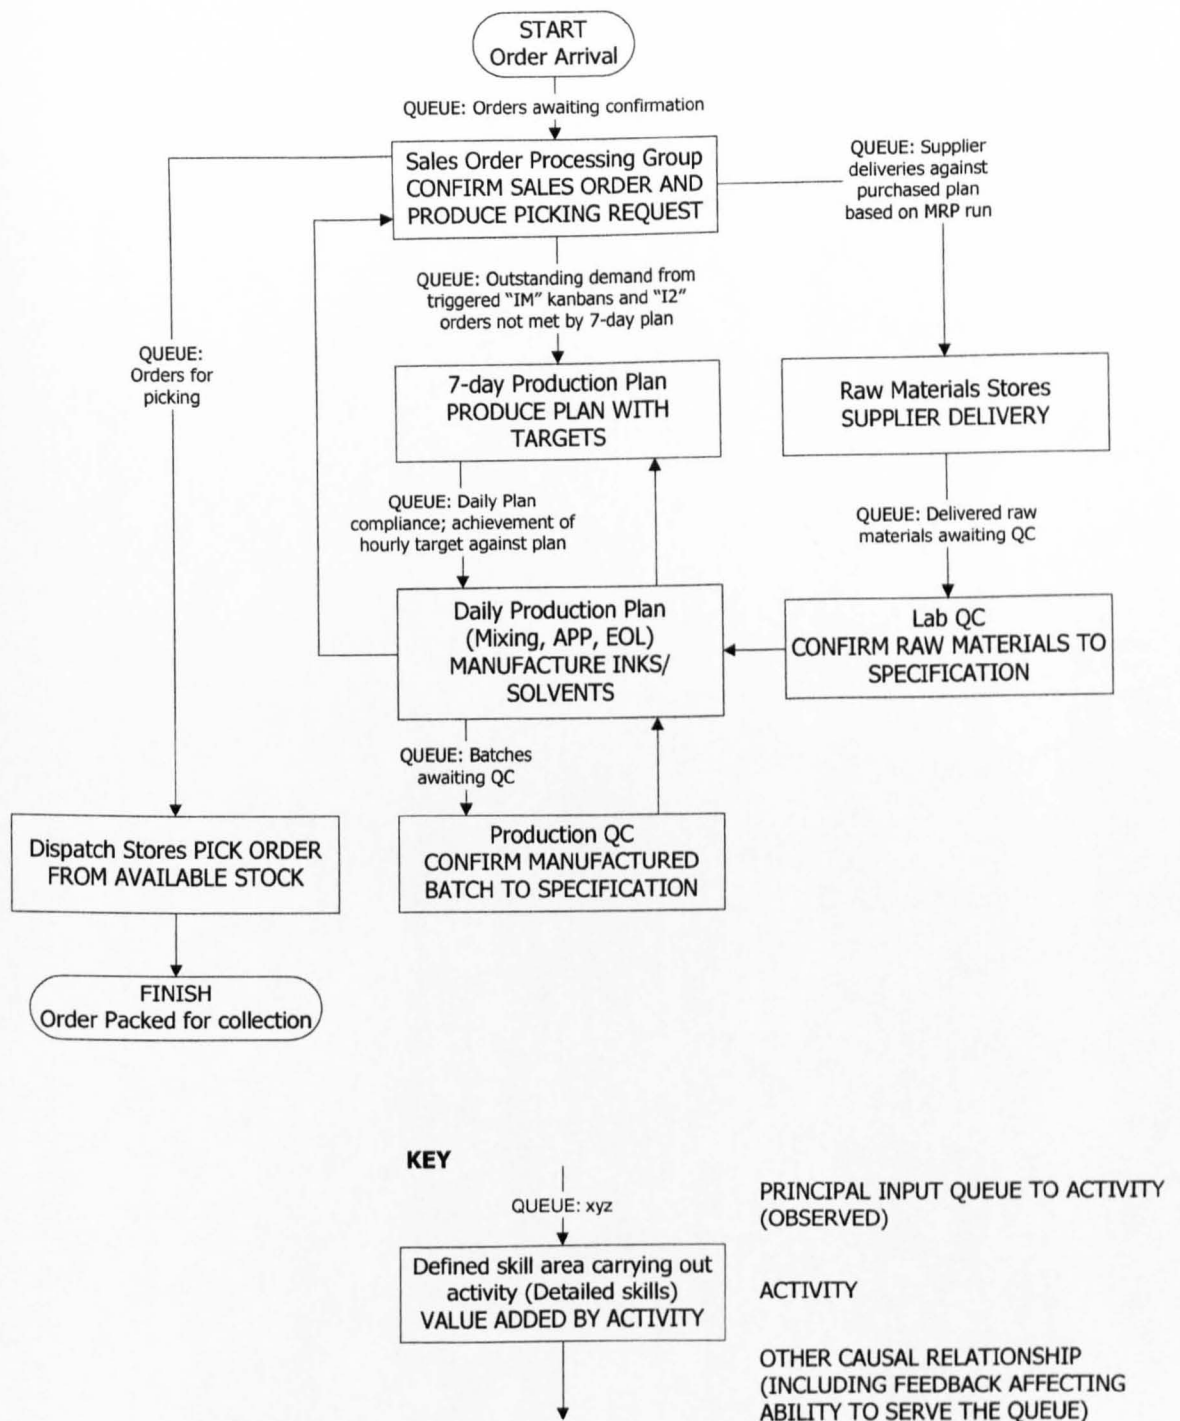 START
Order Arrival
QUEUE: Orders awaiting confirmation
Sales Order Processing Group
CONFIRM SALES ORDER AND
PRODUCE PICKING REQUEST
QUEUE: Supplier
deliveries against
purchased plan
based on MRP run
QUEUE: Outstanding demand from
triggered “IM” kanbans and “I2”
orders not met by 7-day plan
QUEUE:
Orders for
picking
7-day Production Plan
PRODUCE PLAN WITH
TARGETS
Raw Materials Stores
SUPPLIER DELIVERY
QUEUE: Daily Plan
compliance; achievement of
hourly target against plan
QUEUE: Delivered raw
materials awaiting QC
Daily Production Plan
(Mixing, APP, EOL)
MANUFACTURE INKS/
SOLVENTS
Lab QC
CONFIRM RAW MATERIALS TO
SPECIFICATION
QUEUE: Batches
awaiting QC
Dispatch Stores PICK ORDER
FROM AVAILABLE STOCK
Production QC
CONFIRM MANUFACTURED
BATCH TO SPECIFICATION
FINISH
Order Packed for collection
KEY
QUEUE: xyz
PRINCIPAL INPUT QUEUE TO ACTIVITY
(OBSERVED)
Defined skill area carrying out
activity (Detailed skills)
VALUE ADDED BY ACTIVITY
ACTIVITY
OTHER CAUSAL RELATIONSHIP
(INCLUDING FEEDBACK AFFECTING
ABILITY TO SERVE THE QUEUE)